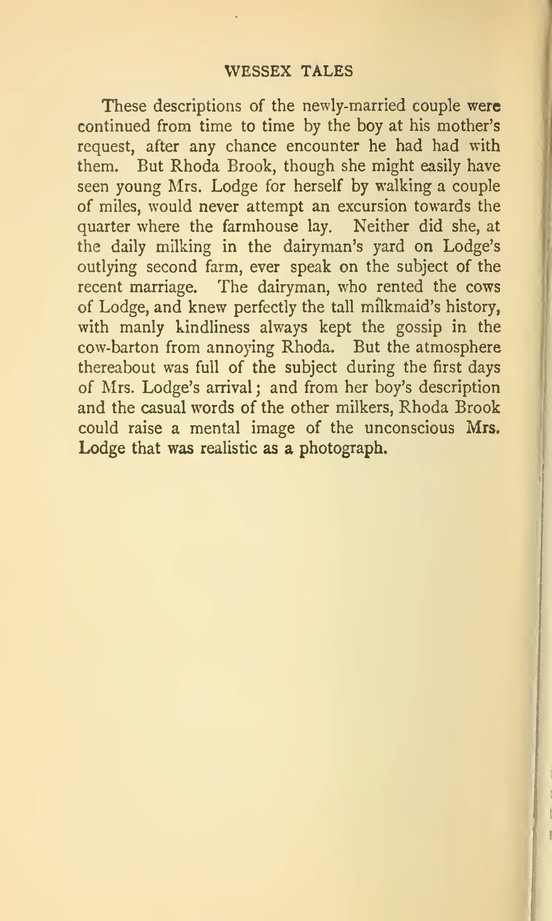 WESSEX TALES
These descriptions of the newly-married couple were
continued from time to time by the boy at his mother's
request, after any chance encounter he had had with
them. But Rhoda Brook, though she might easily have
seen young Mrs. Lodge for herself by walking a couple
of miles, would never attempt an excursion towards the
quarter where the farmhouse lay. Neither did she, at
the daily milking in the dairyman's yard on Lodge's
outlying second farm, ever speak on the subject of the
recent marriage. The dairyman, who rented the cows
of Lodge, and knew perfectly the tall milkmaid's history,
with manly kindliness always kept the gossip in the
cow-barton from annoying Rhoda. But the atmosphere
thereabout was full of the subject during the first days
of Mrs. Lodge's arrival; and from her boy's description
and the casual words of the other milkers, Rhoda Brook
could raise a mental image of the unconscious Mrs.
Lodge that was realistic as a photograph.